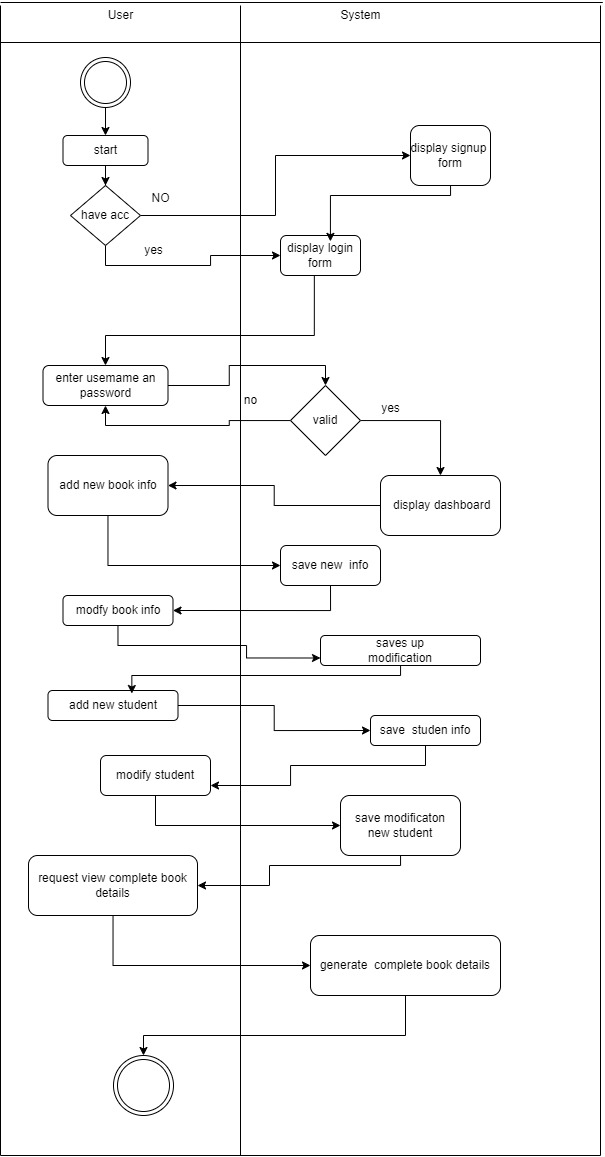 User
System
start
display signup
form
have acc
NO
yes
display login
form
enter usemame an
password
no
valid
yes
add new book info
display dashboard
save new  info
modfy book info
saves up
modification
add new student
save  studen info
modify student
save modificaton
new student
request view complete book
details
generate  complete book details